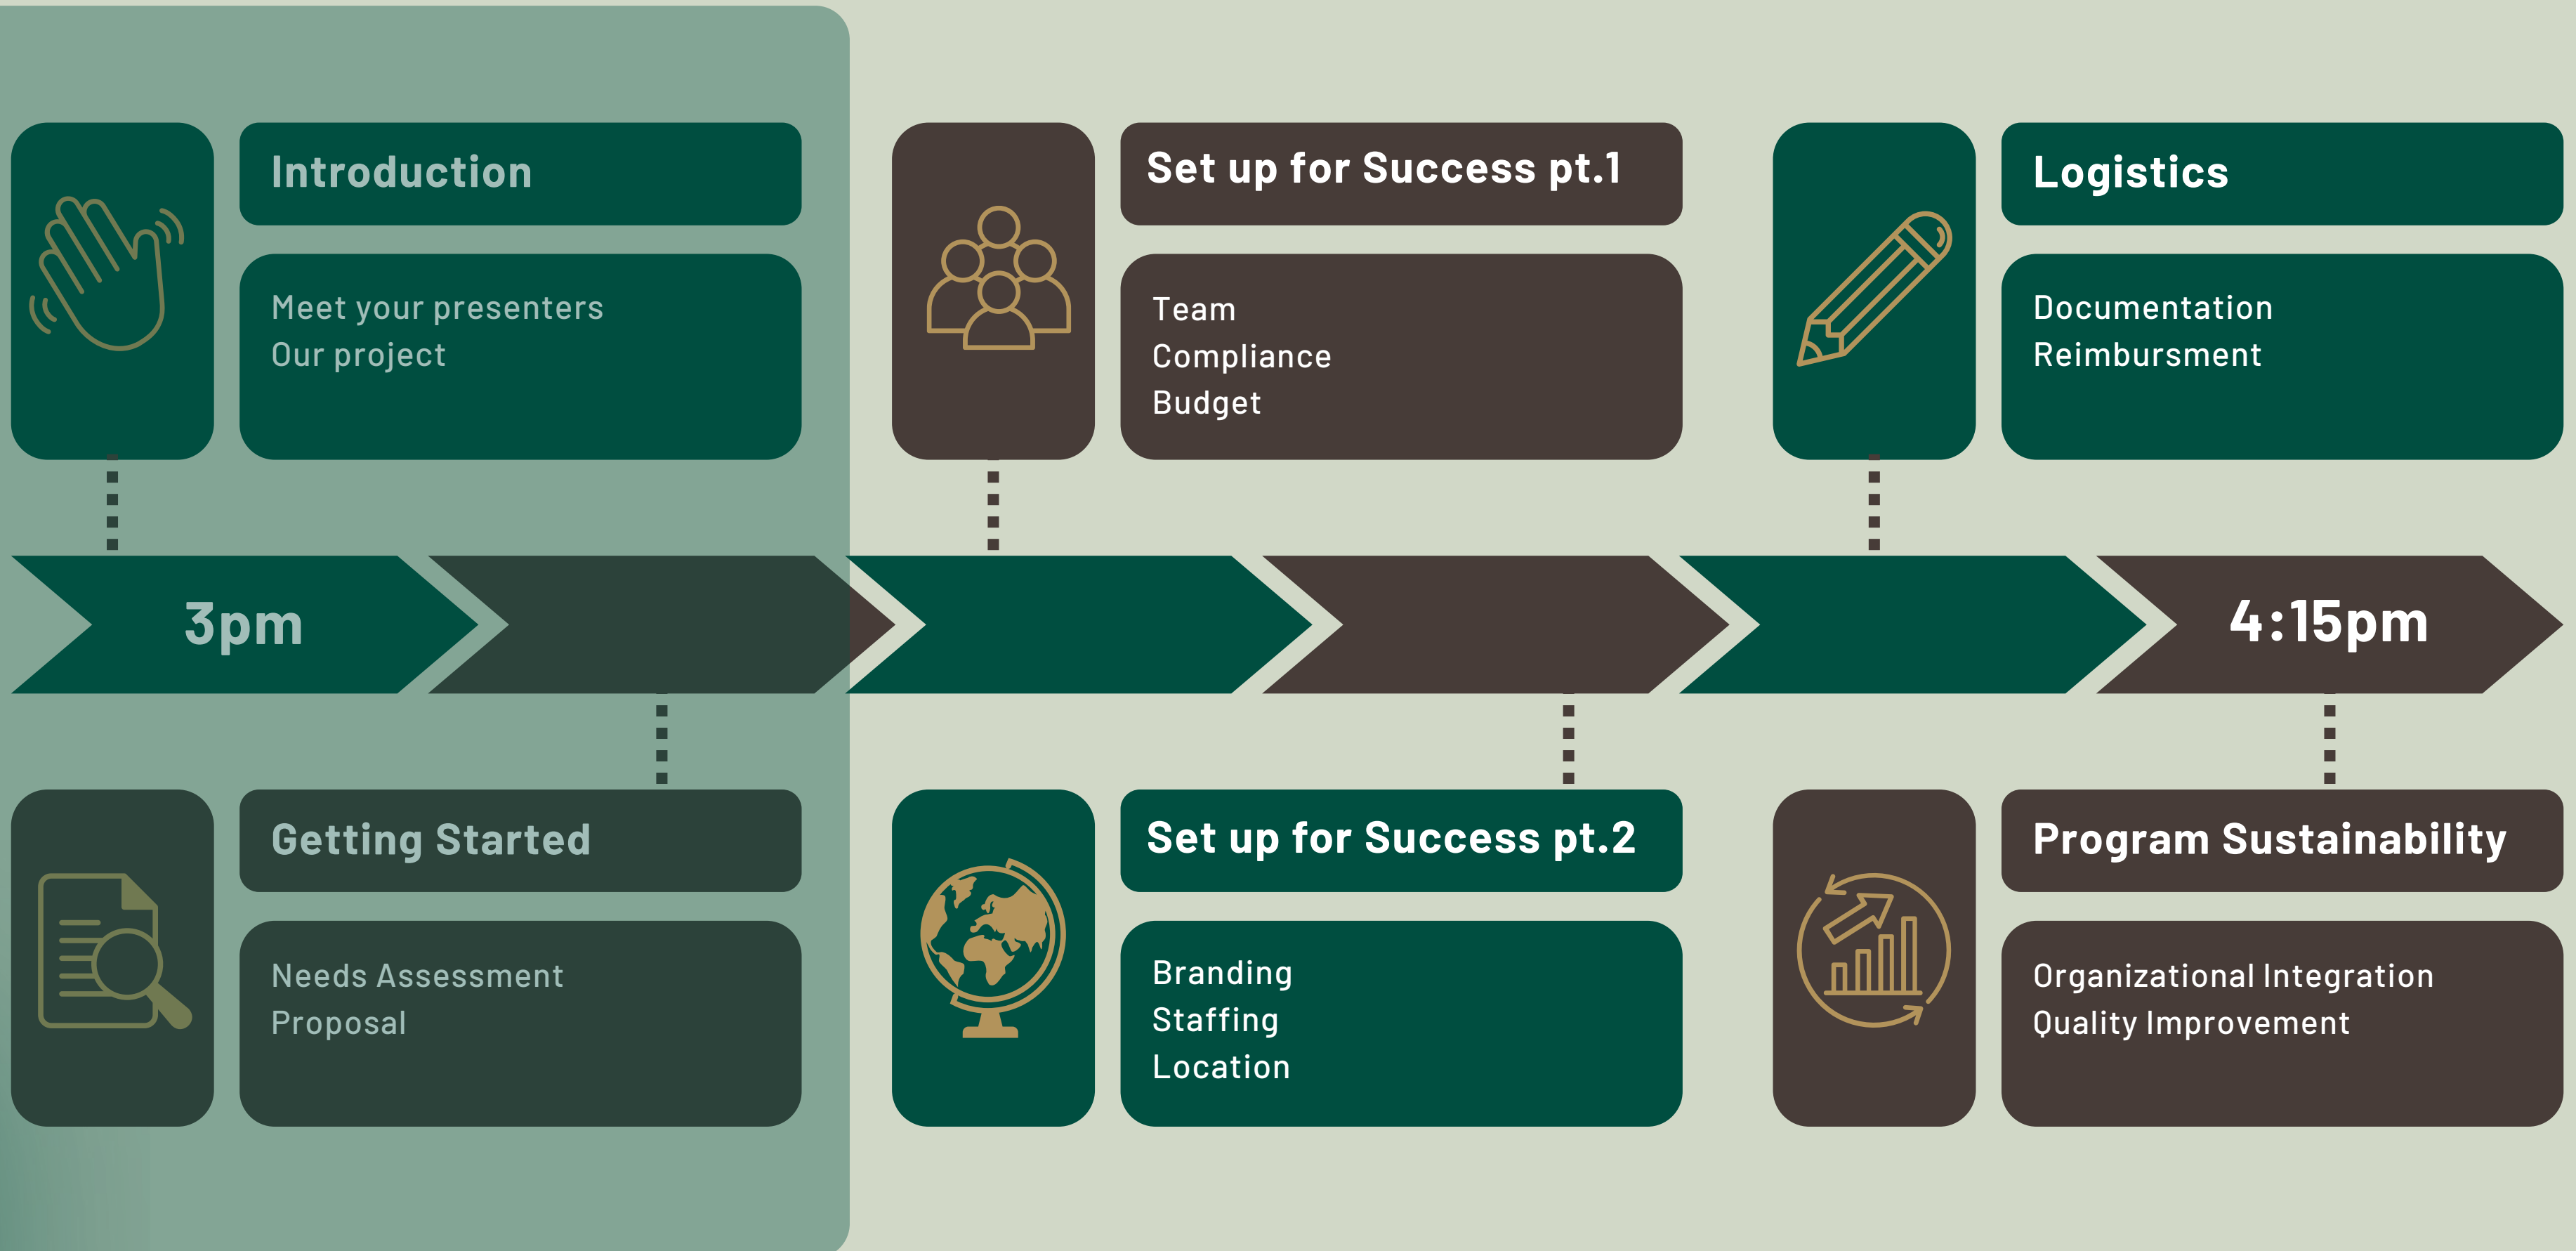 Introduction
Meet your presenters
Our project
Set up for Success pt.1
Team
Compliance
Budget
Logistics
Documentation
Reimbursment
3pm
4:15pm
Getting Started
Needs Assessment
Proposal
Set up for Success pt.2
Branding
Staffing
Location
Program Sustainability
Organizational Integration
Quality Improvement